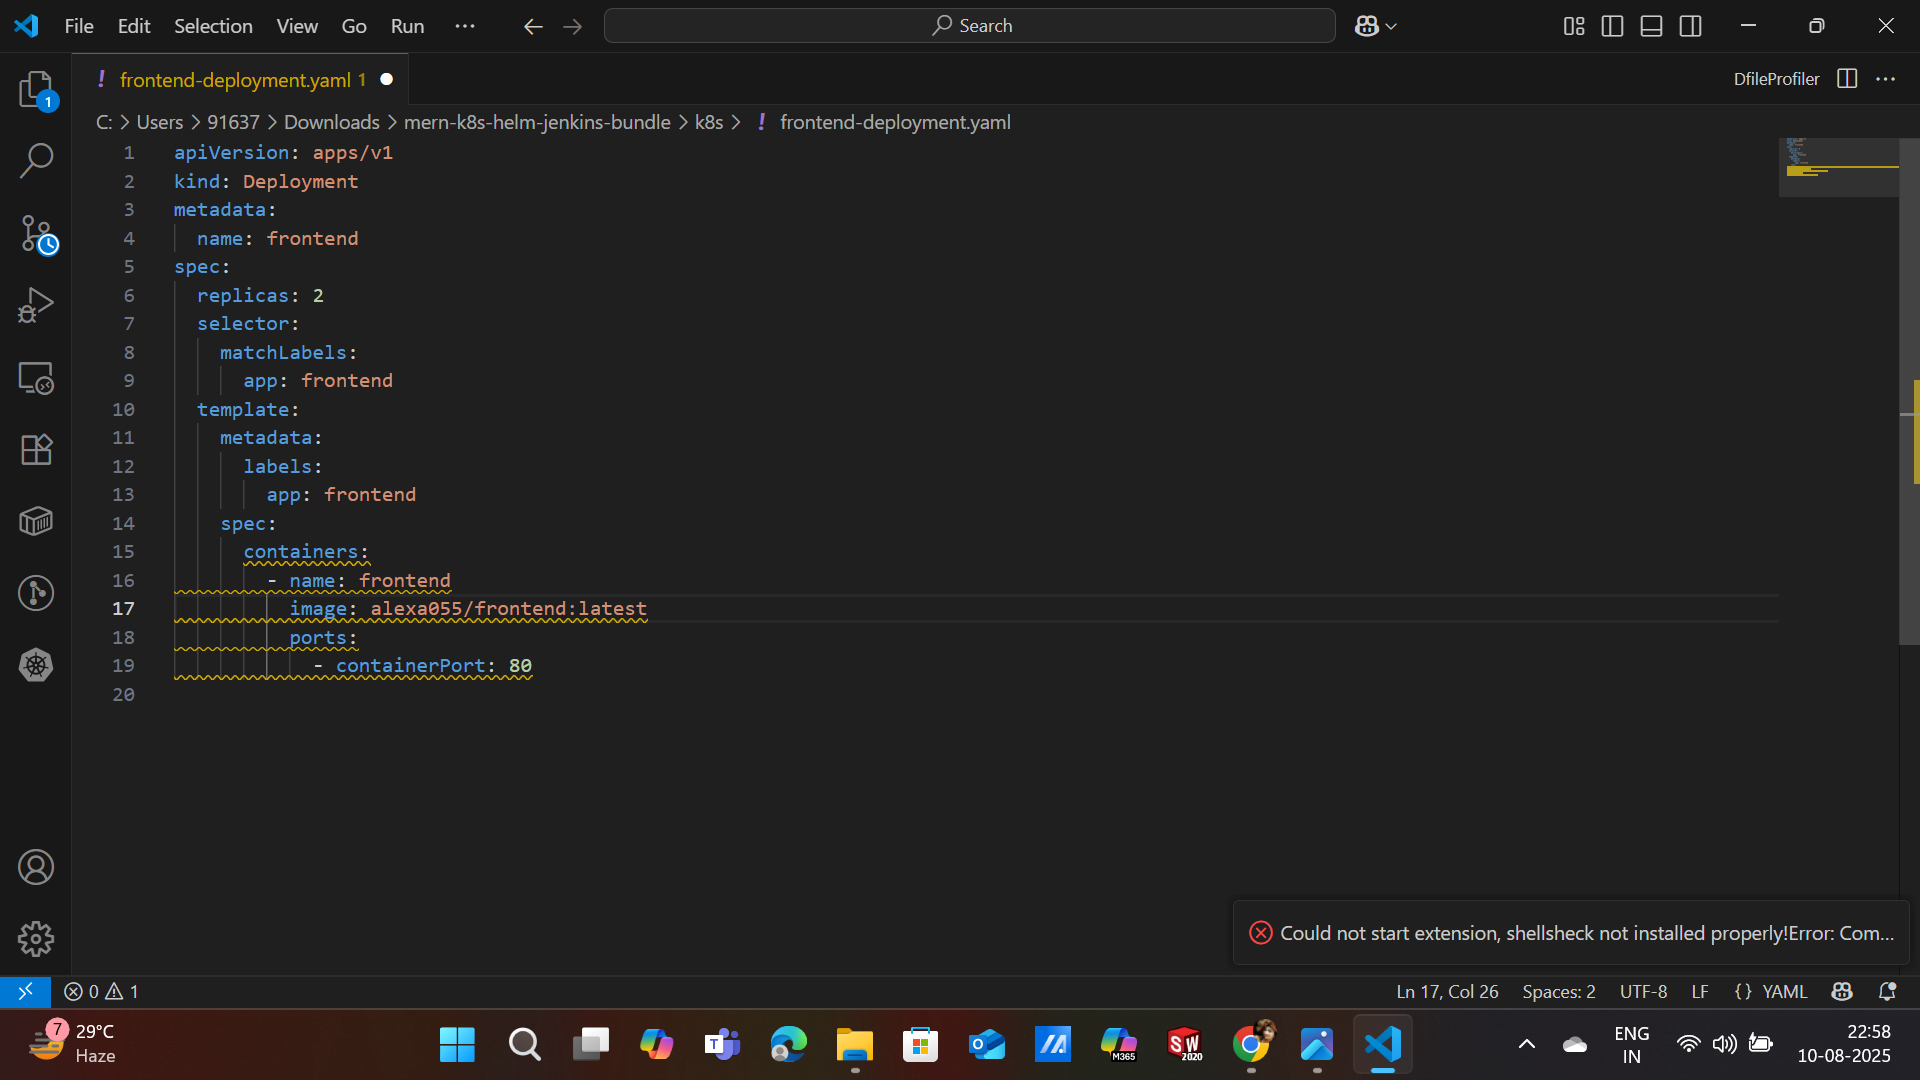 File Edit Selection View Go Run ··· Search
! frontend-deployment.yaml 1 DfileProfiler ···
1
C: > Users > 91637 > Downloads > mern-k8s-helm-jenkins-bundle > k8s > ! frontend-deployment.yaml
1 apiVersion: apps/v1
2 kind: Deployment
3 metadata:
4 name: frontend
5 spec:
6 replicas: 2
7 selector:
8 matchLabels:
9 app: frontend
10 template:
11 metadata:
12 labels:
13 app: frontend
14 spec:
15 containers:
16 - name: frontend
17 image: alexa055/frontend:latest
18 ports:
19 - containerPort: 80
20
Could not start extension, shellsheck not installed properly!Error: Com...
0 1 Ln 17, Col 26 Spaces: 2 UTF-8 LF {} YAML
7 29°C
Haze
T
M365
SW
2020
ENG
IN
22:58
10-08-2025